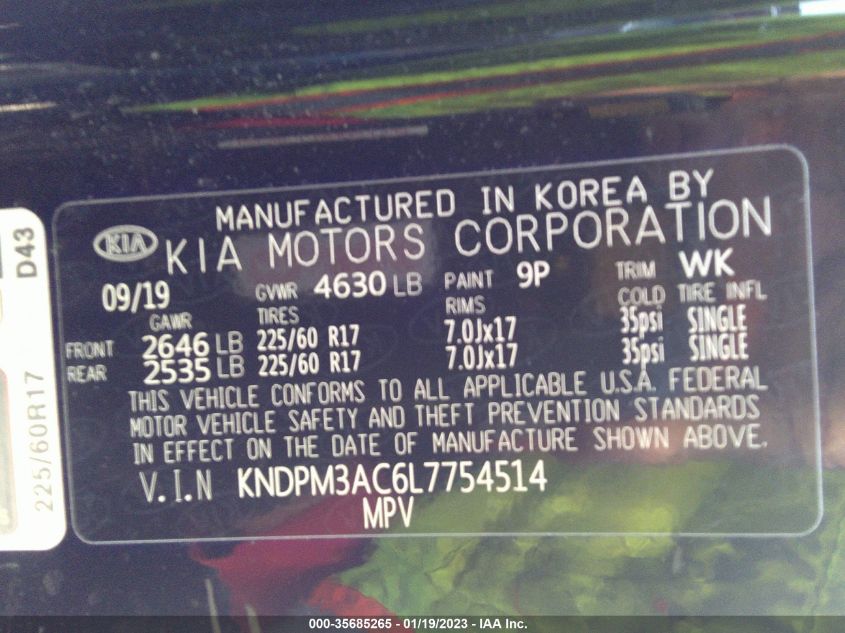 MANUFACTURED IN KOREA BY
KIA KIA MOTORS CORPORATION
09/19 GVWR 4630 LB PAINT 9P TRIM WK
GAWR TIRES RIMS COLD TIRE INFL
FRONT 2646 LB 225/60 R17 7.0Jx17 35psi SINGLE
REAR 2535 LB 225/60 R17 7.0Jx17 35psi SINGLE
THIS VEHICLE CONFORMS TO ALL APPLICABLE U.S.A. FEDERAL
MOTOR VEHICLE SAFETY AND THEFT PREVENTION STANDARDS
IN EFFECT ON THE DATE OF MANUFACTURE SHOWN ABOVE.
V.I.N KNDPM3AC6L7754514
MPV
225/60R17 D43
000-35685265 - 01/19/2023 - IAA Inc.